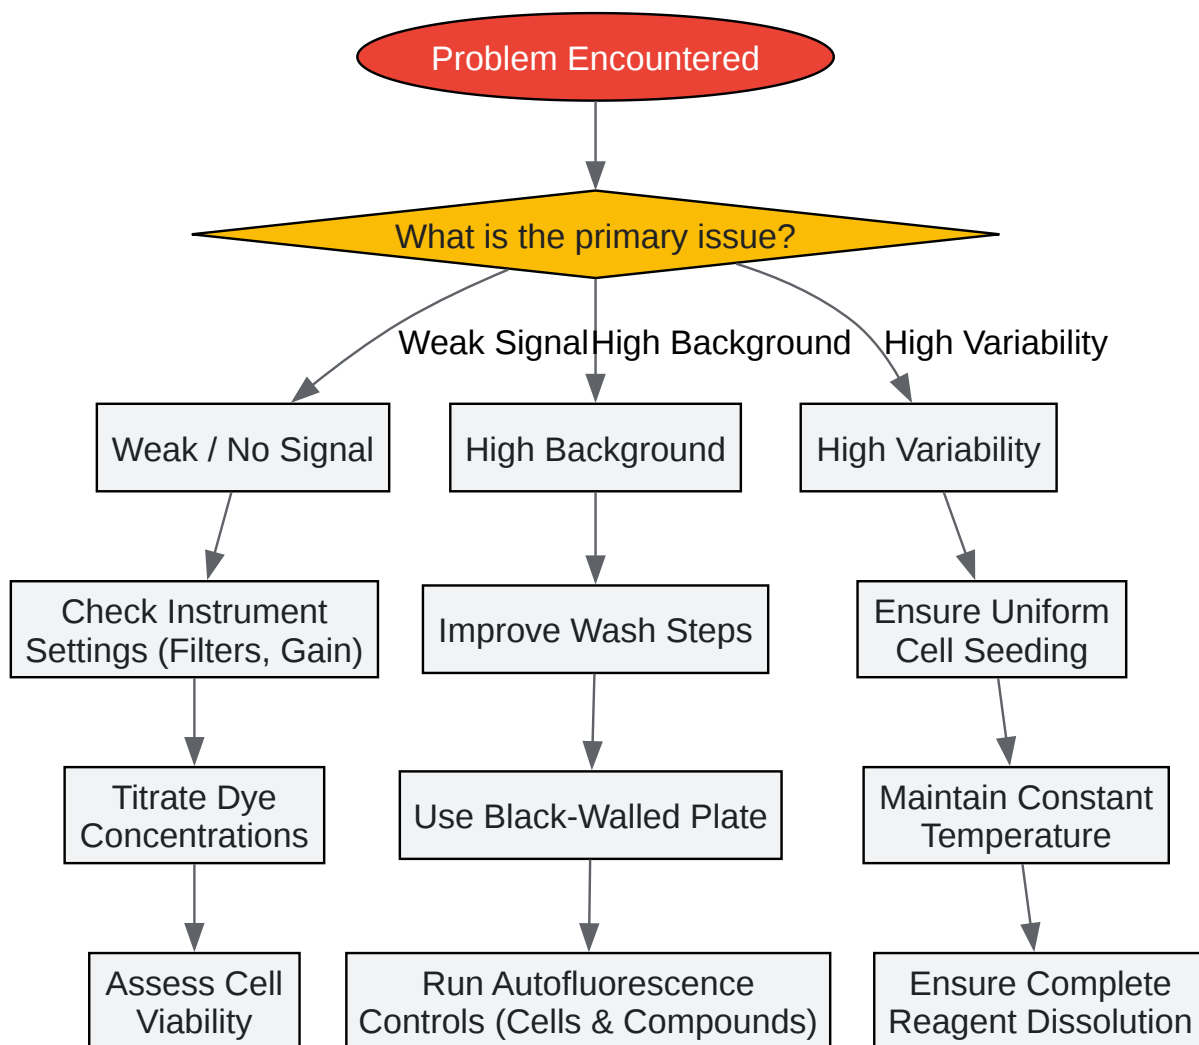 Problem Encountered
What is the primary issue?
Weak Signal
High Background
High Variability
Weak / No Signal
High Background
High Variability
Check Instrument
Settings (Filters, Gain)
Improve Wash Steps
Ensure Uniform
Cell Seeding
Titrate Dye
Concentrations
Use Black-Walled Plate
Maintain Constant
Temperature
Assess Cell
Viability
Run Autofluorescence
Controls (Cells & Compounds)
Ensure Complete
Reagent Dissolution